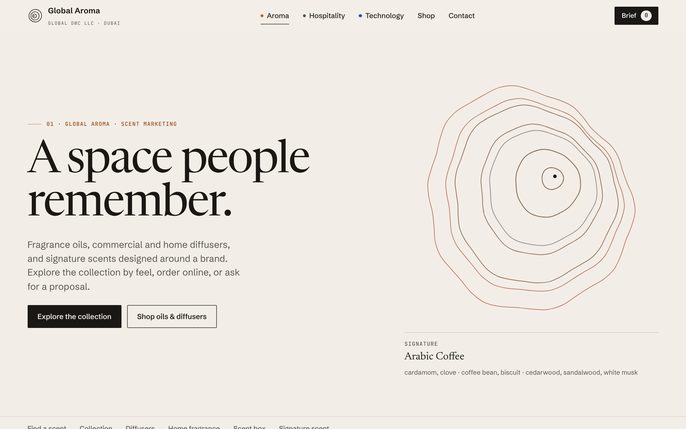 Global Aroma
GLOBAL DWC LLC · DUBAI
Aroma
Hospitality
Technology
Shop
Contact
Brief 0
01 · GLOBAL AROMA · SCENT MARKETING
A space people
remember.
Fragrance oils, commercial and home diffusers,
and signature scents designed around a brand.
Explore the collection by feel, order online, or ask
for a proposal.
Explore the collection
Shop oils & diffusers
SIGNATURE
Arabic Coffee
cardamom, clove · coffee bean, biscuit · cedarwood, sandalwood, white musk
Find a scent
Collection
Diffusers
Home fragrance
Scent box
Signature scent